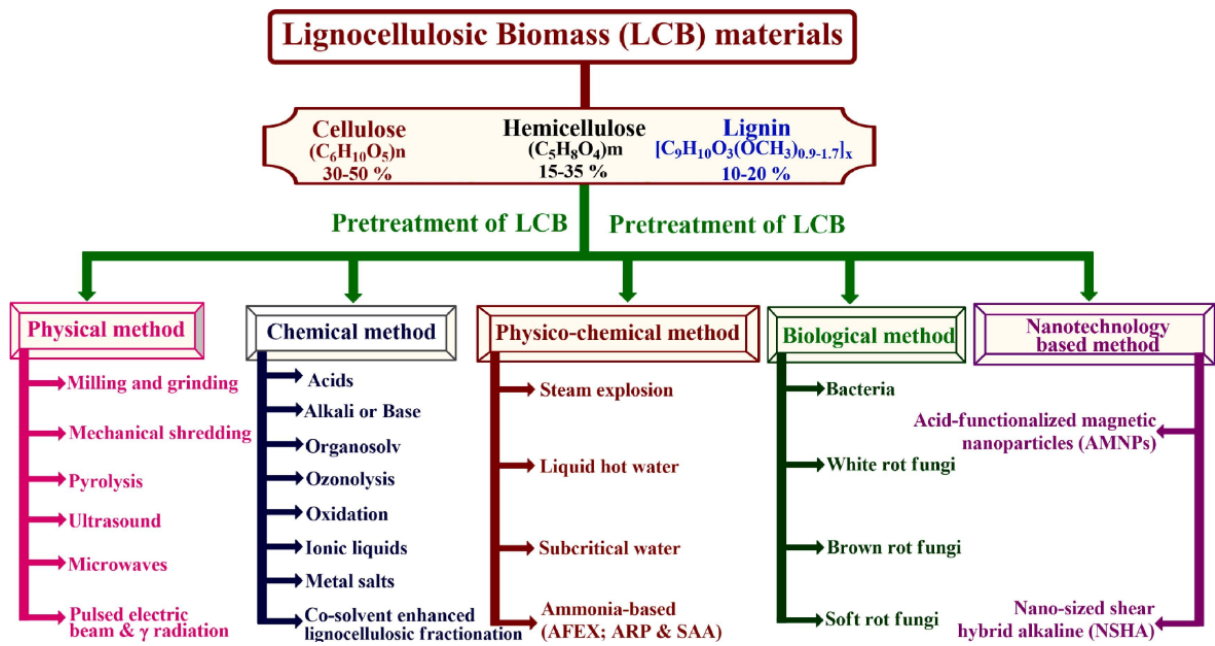 Lignocellulosic Biomass (LCB) materials
Cellulose
(C₆H₁₀O₅)n
30-50 %
Hemicellulose
(C₅H₈O₄)m
15-35 %
Lignin
[C₉H₁₀O₃(OCH₃)₀.₉₋₁.₇]ₓ
10-20 %
Pretreatment of LCB
Pretreatment of LCB
Physical method
Milling and grinding
Mechanical shredding
Pyrolysis
Ultrasound
Microwaves
Pulsed electric
beam & γ radiation
Chemical method
Acids
Alkali or Base
Organosolv
Ozonolysis
Oxidation
Ionic liquids
Metal salts
Co-solvent enhanced
lignocellulosic fractionation
Physico-chemical method
Steam explosion
Liquid hot water
Subcritical water
Ammonia-based
(AFEX; ARP & SAA)
Biological method
Bacteria
White rot fungi
Brown rot fungi
Soft rot fungi
Nanotechnology
based method
Acid-functionalized magnetic
nanoparticles (AMNPs)
Nano-sized shear
hybrid alkaline (NSHA)